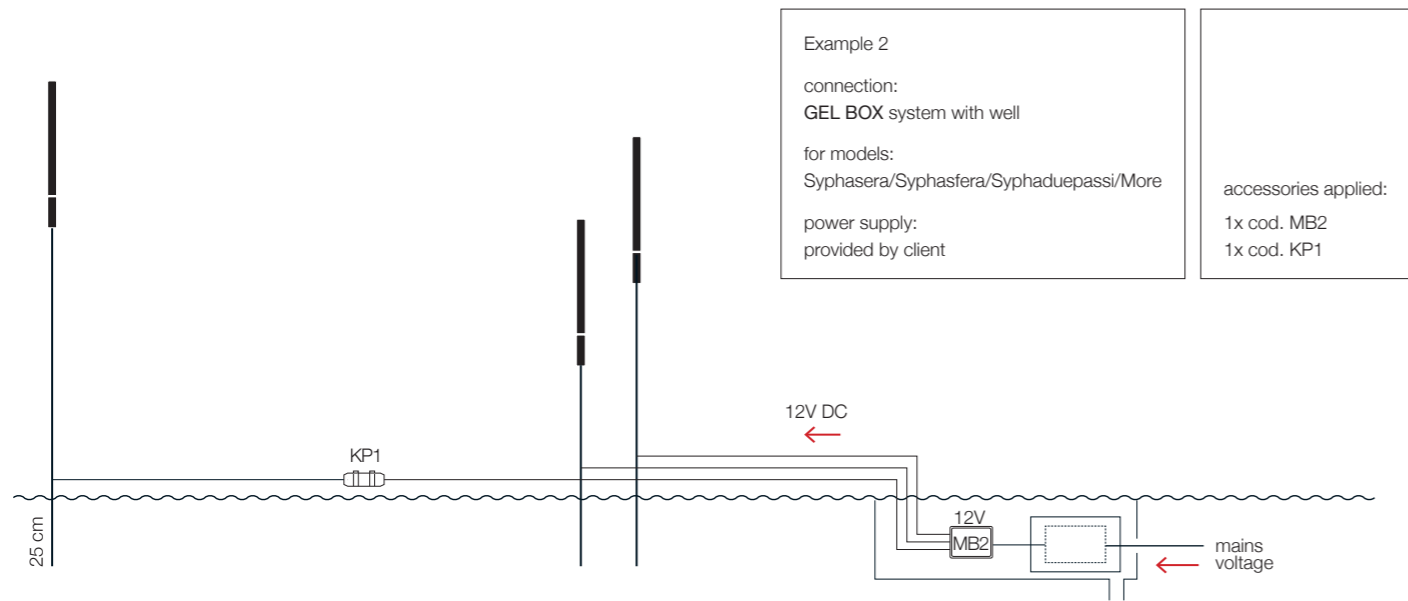 Example 2
connection:
GEL BOX system with well
for models:
Syphasera/Syphasfera/Syphaduepassi/More
power supply:
provided by client
accessories applied:
1x cod. MB2
1x cod. KP1
12V DC
KP1
25 cm
12V
MB2
mains
voltage